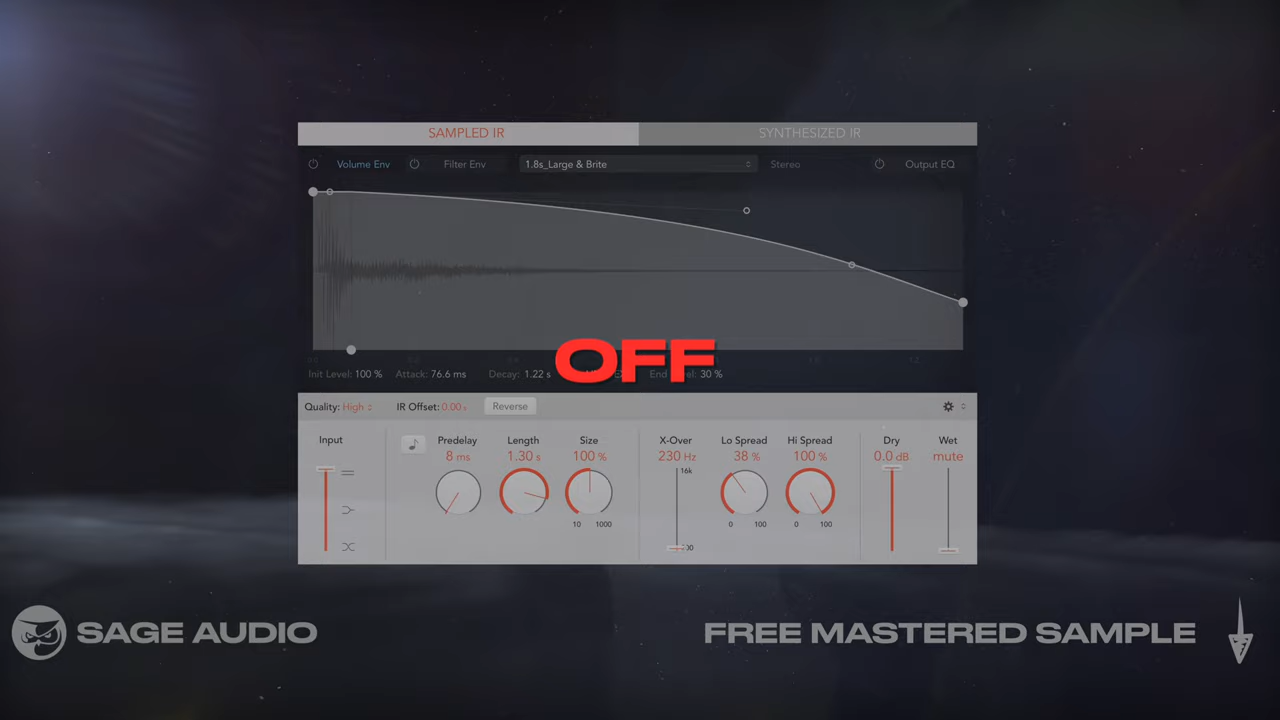 SAMPLED IR SYNTHESIZED IR
Volume Env Filter Env 1.8s_Large & Brite Stereo Output EQ
OFF
Init Level: 100 % Attack: 76.6 ms Decay: 1.22 s End 30 %
Quality: High IR Offset: 0.00 s Reverse
Input Predelay Length Size X-Over Lo Spread Hi Spread Dry Wet
8 ms 1.30 s 100 % 230 Hz 38 % 100 % 0.0 dB mute
16k
10 1000 0 100 0 100
SAGE AUDIO FREE MASTERED SAMPLE